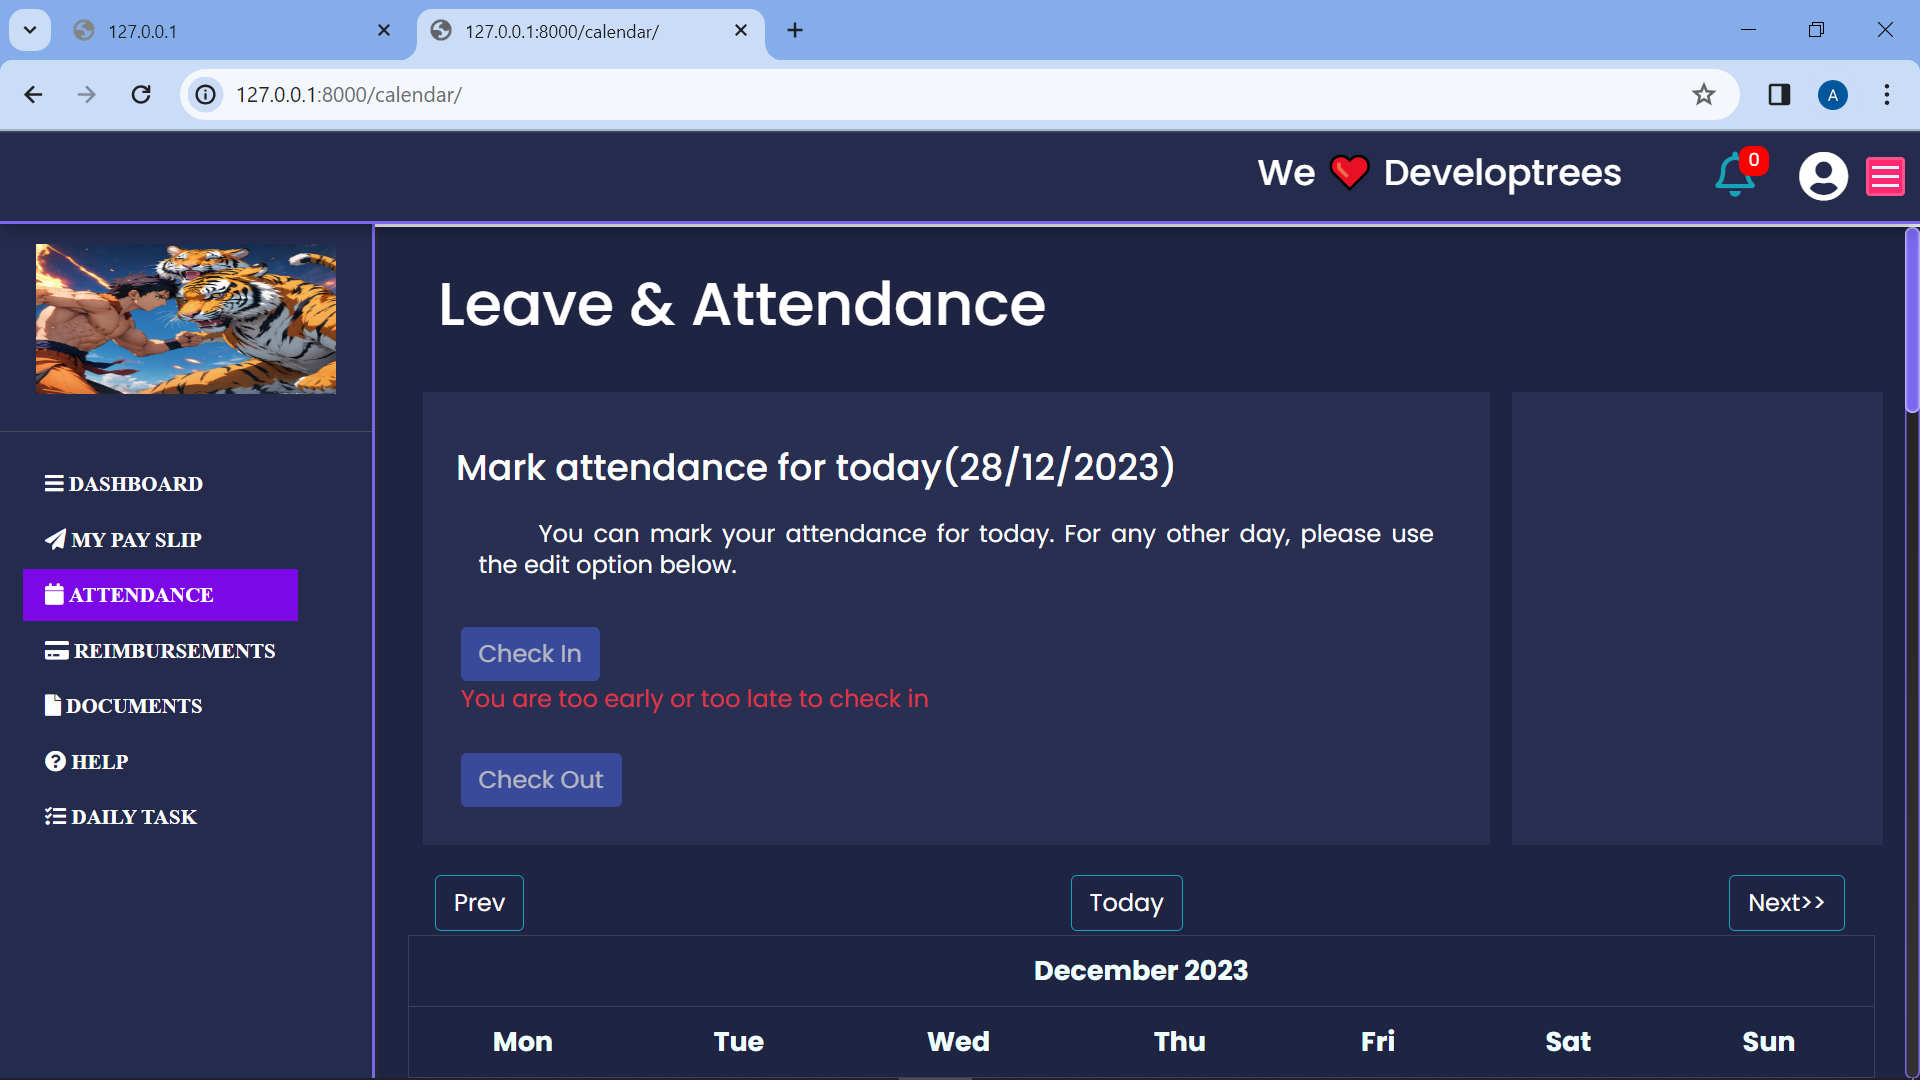 127.0.0.1
127.0.0.1:8000/calendar/
127.0.0.1:8000/calendar/
A
We ❤ Developtrees
0
Leave & Attendance
DASHBOARD
MY PAY SLIP
ATTENDANCE
REIMBURSEMENTS
DOCUMENTS
HELP
DAILY TASK
Mark attendance for today(28/12/2023)
You can mark your attendance for today. For any other day, please use
the edit option below.
Check In
You are too early or too late to check in
Check Out
Prev
Today
Next>>
December 2023
Mon Tue Wed Thu Fri Sat Sun